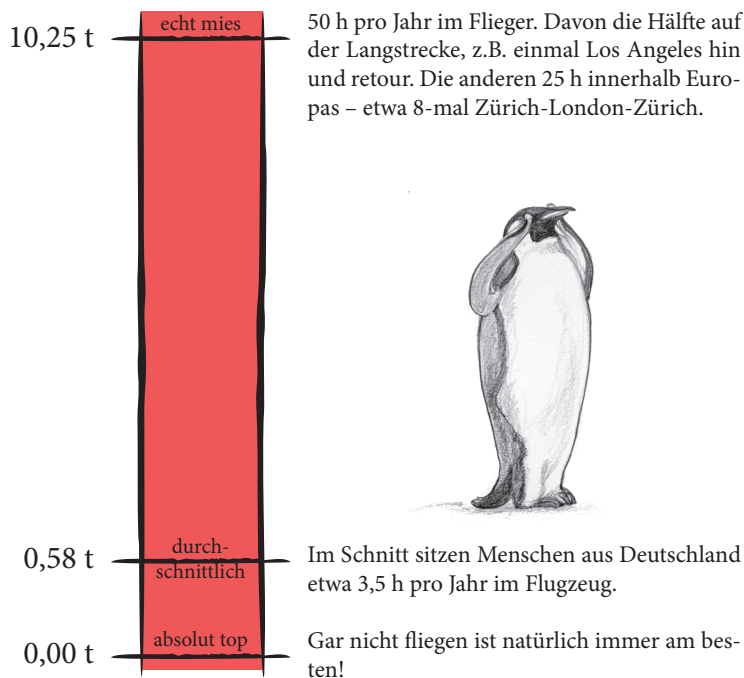 10,25 t
echt mies
50 h pro Jahr im Flieger. Davon die Hälfte auf
der Langstrecke, z.B. einmal Los Angeles hin
und retour. Die anderen 25 h innerhalb Euro-
pas – etwa 8-mal Zürich-London-Zürich.
0,58 t
durch-
schnittlich
Im Schnitt sitzen Menschen aus Deutschland
etwa 3,5 h pro Jahr im Flugzeug.
0,00 t
absolut top
Gar nicht fliegen ist natürlich immer am bes-
ten!